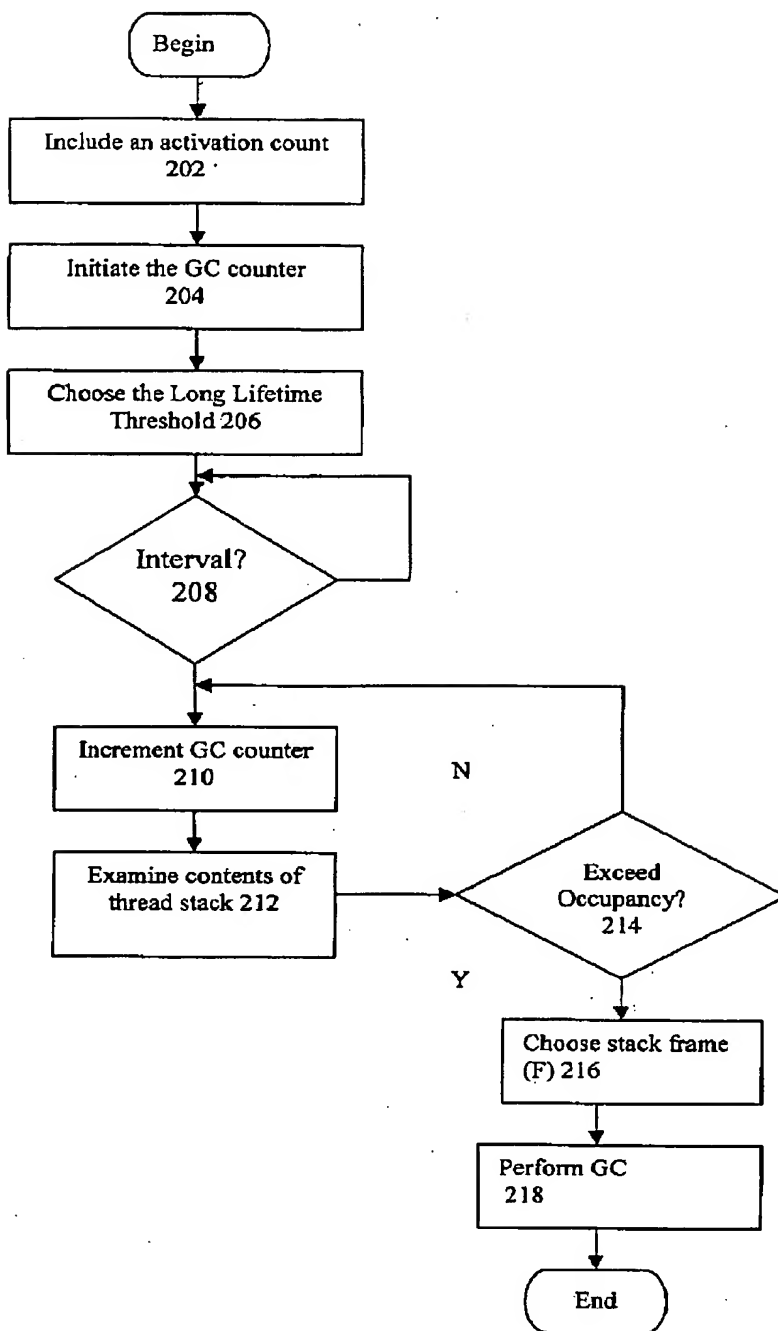 Begin
Include an activation count
202
Initiate the GC counter
204
Choose the Long Lifetime
Threshold 206
Interval?
208
Increment GC counter
210
N
Examine contents of
thread stack 212
Exceed
Occupancy?
214
Y
Choose stack frame
(F) 216
Perform GC
218
End